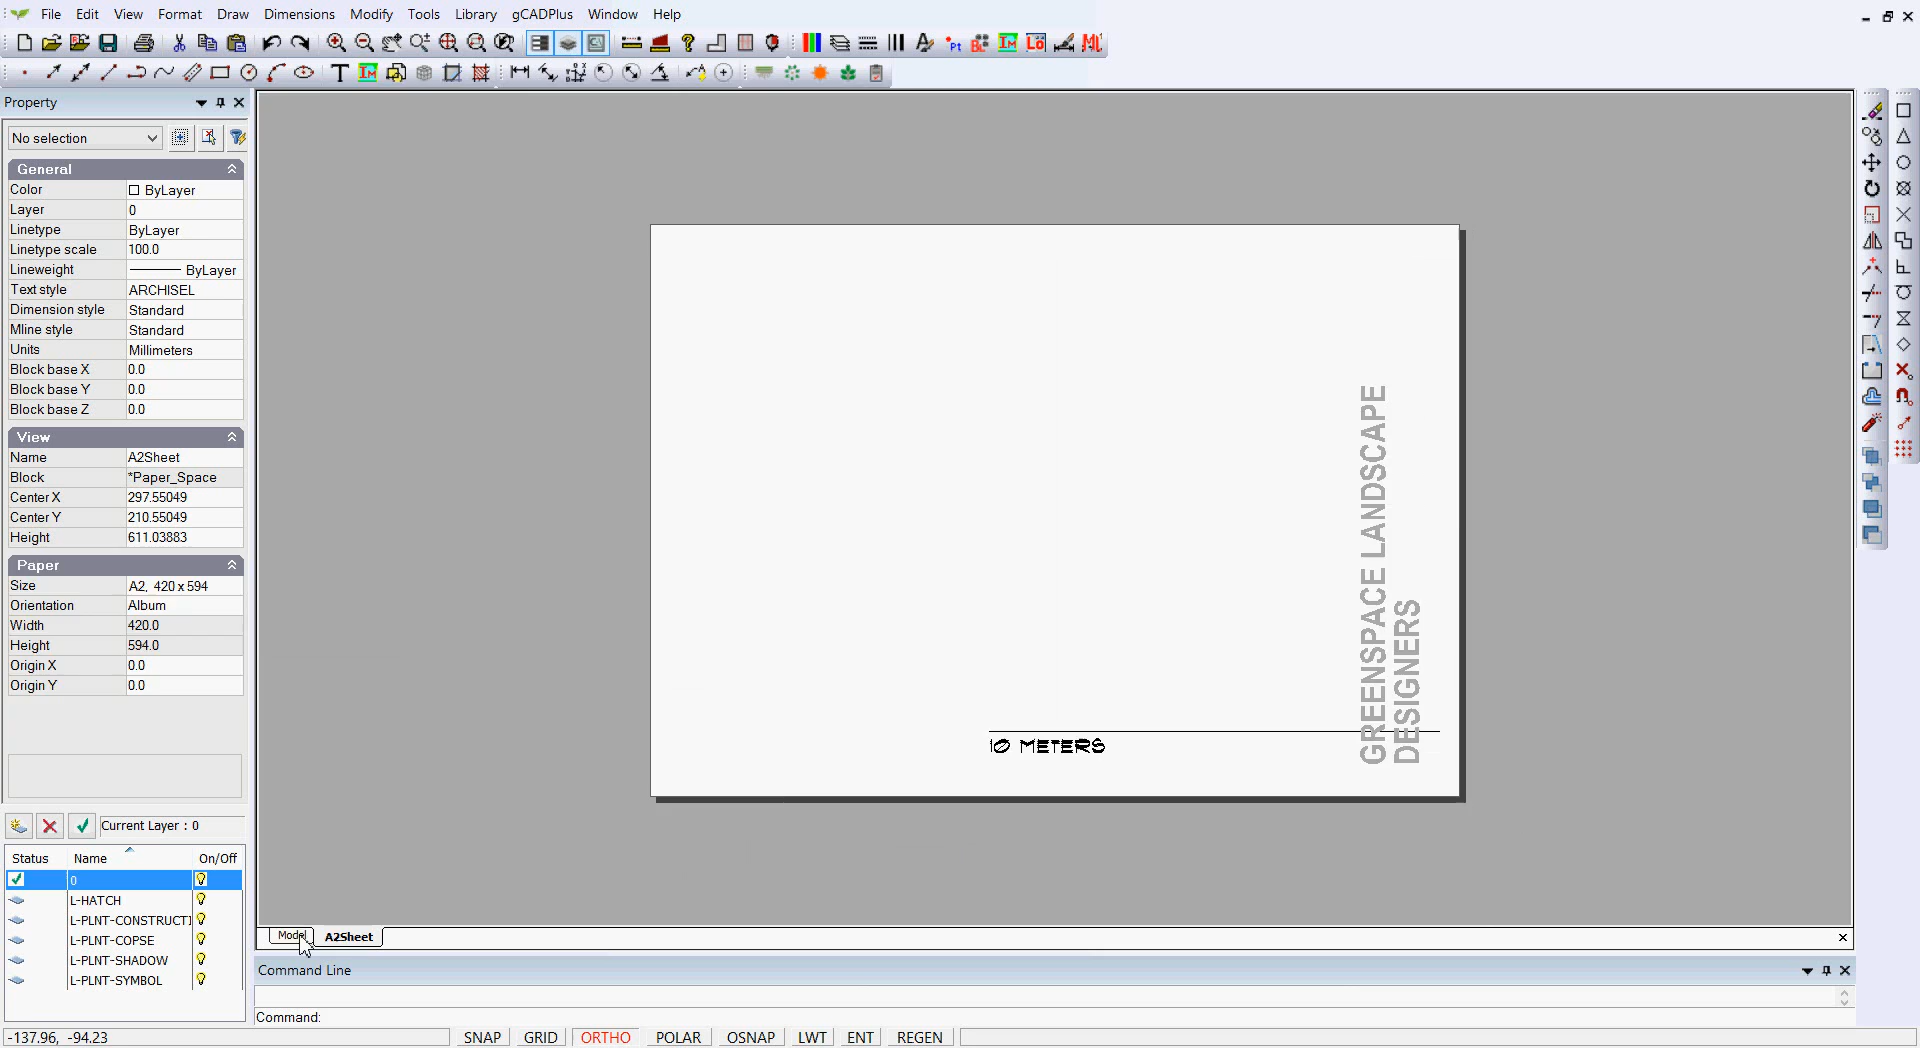 File Edit View Format Draw Dimensions Modify Tools Library gCADPlus Window Help
Property
No selection
General
Color ByLayer
Layer 0
Linetype ByLayer
Linetype scale 100.0
Lineweight ByLayer
Text style ARCHISEL
Dimension style Standard
Mline style Standard
Units Millimeters
Block base X 0.0
Block base Y 0.0
Block base Z 0.0
View
Name A2Sheet
Block *Paper_Space
Center X 297.55049
Center Y 210.55049
Height 611.03883
Paper
Size A2, 420 x 594
Orientation Album
Width 420.0
Height 594.0
Origin X 0.0
Origin Y 0.0
Current Layer : 0
Status Name On/Off
0
L-HATCH
L-PLNT-CONSTRUCTI
L-PLNT-COPSE
L-PLNT-SHADOW
L-PLNT-SYMBOL
GREENSPACE LANDSCAPE
DESIGNERS
10 METERS
Model A2Sheet
Command Line
Command:
-137.96, -94.23 SNAP GRID ORTHO POLAR OSNAP LWT ENT REGEN